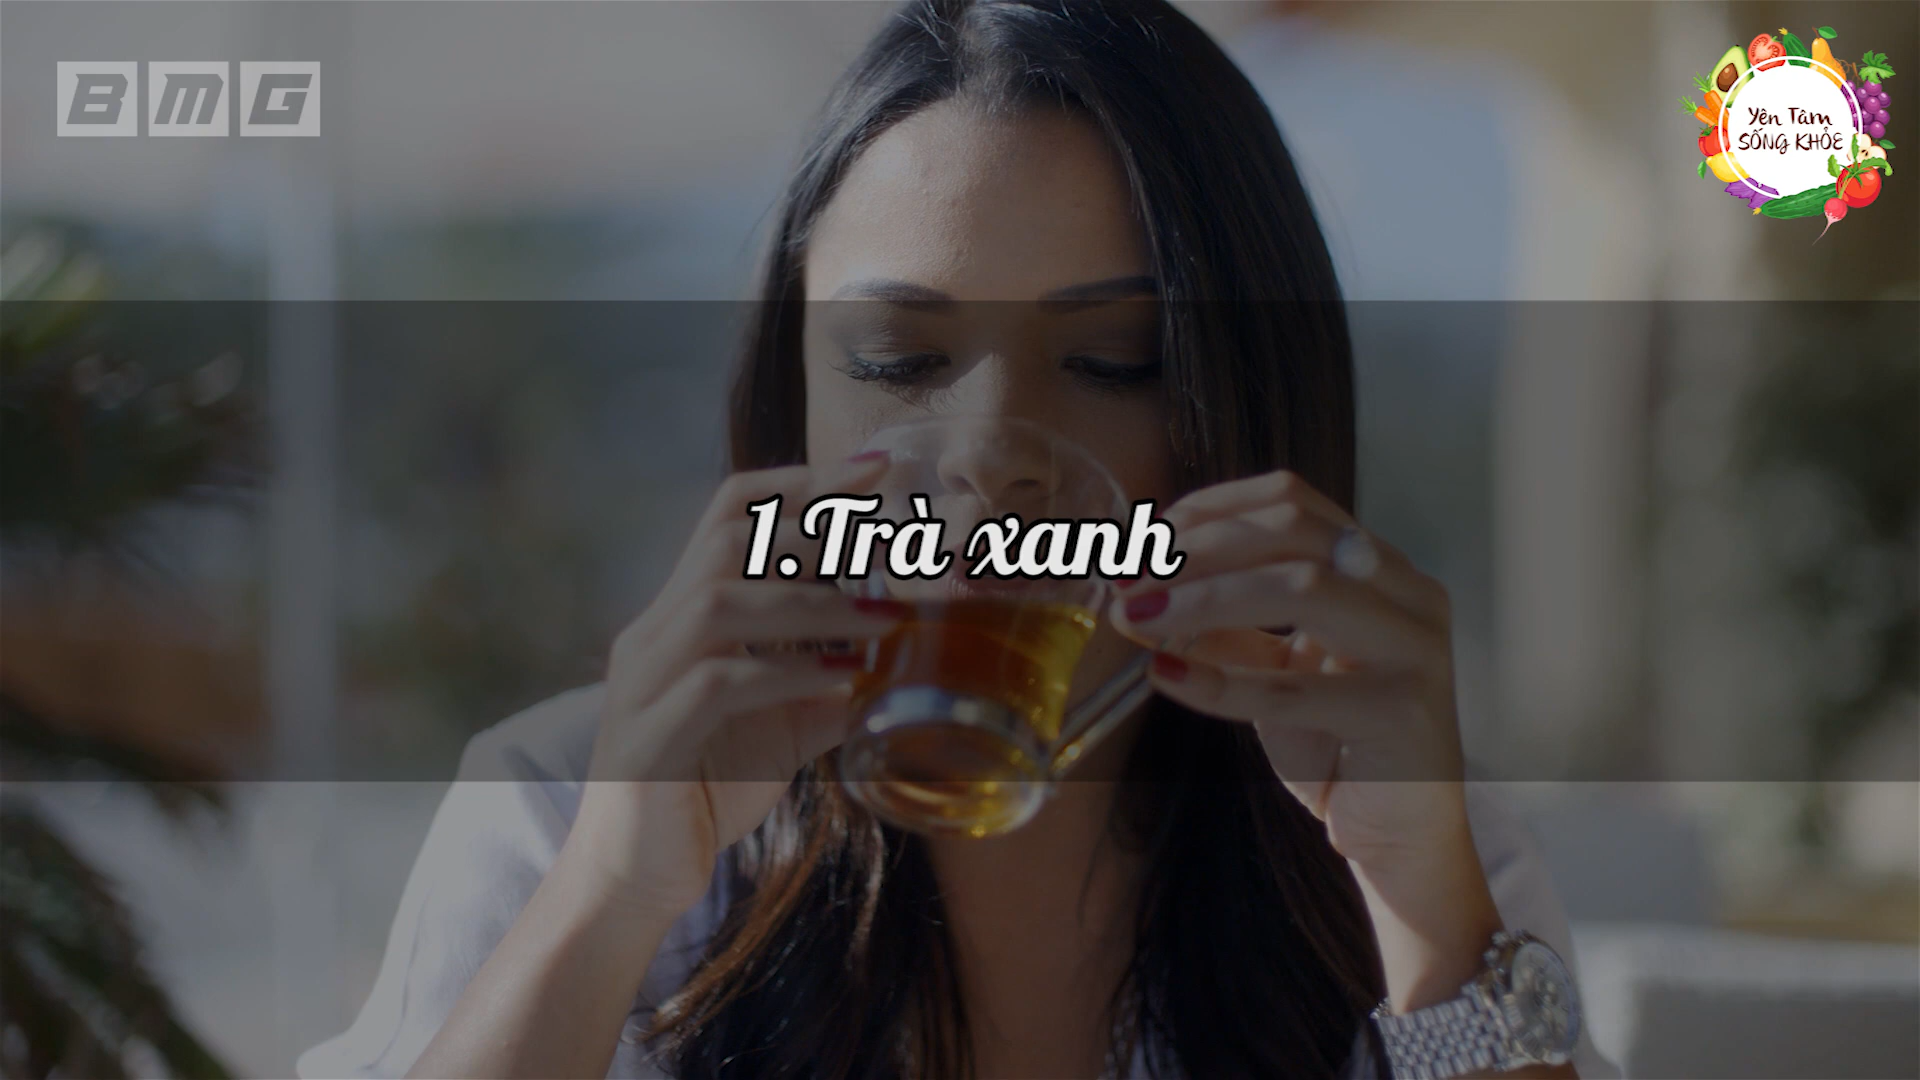 BMG
Yên Tâm
SỐNG KHỎE
1.Trà xanh